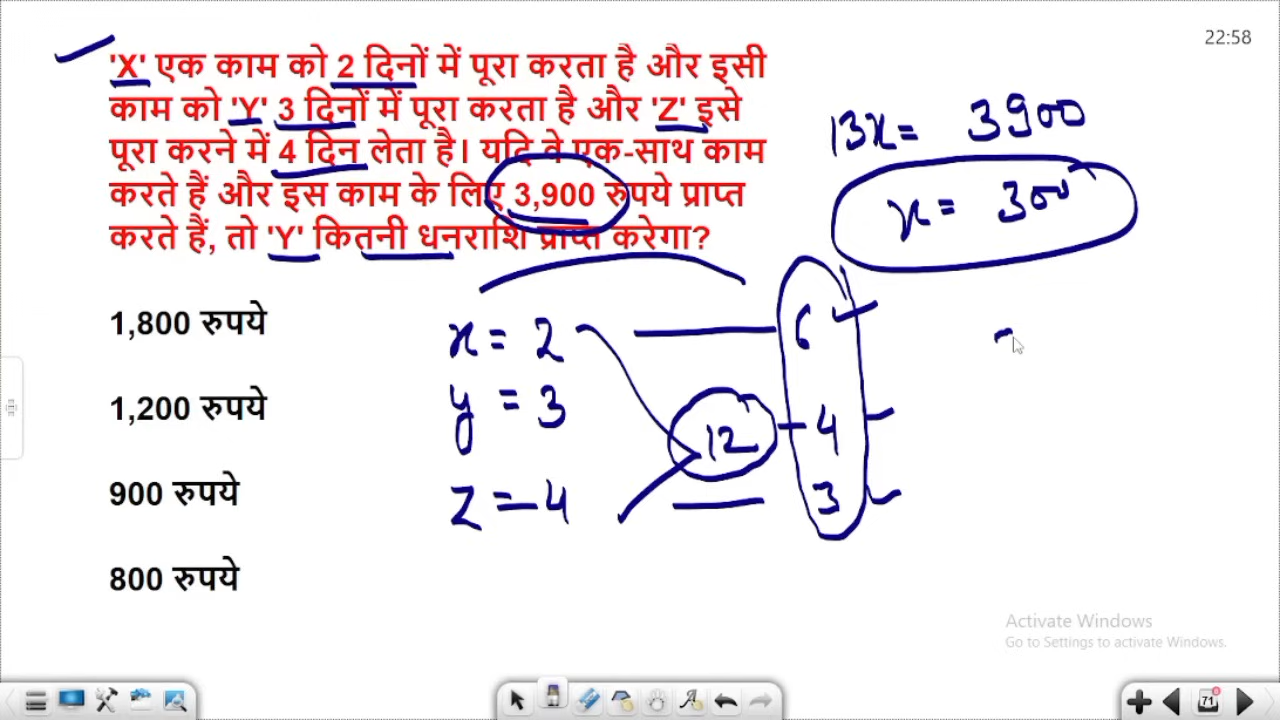 22:58
'X' एक काम को 2 दिनों में पूरा करता है और इसी
काम को 'Y' 3 दिनों में पूरा करता है और 'Z' इसे
पूरा करने में 4 दिन लेता है। यदि वे एक-साथ काम
करते हैं और इस काम के लिए 3,900 रुपये प्राप्त
करते हैं, तो 'Y' कितनी धनराशि प्राप्त करेगा?
13x = 3900
x = 300
1,800 रुपये
1,200 रुपये
900 रुपये
800 रुपये
x = 2
y = 3
z = 4
12
6
4
3
Activate Windows
Go to Settings to activate Windows.
71
8